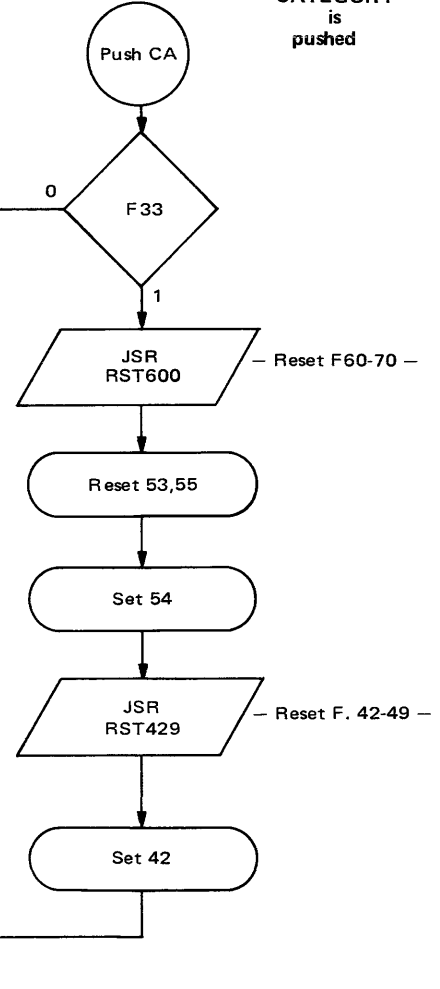 is
pushed
Push CA
0
F33
1
JSR
RST600
— Reset F60-70 —
Reset 53,55
Set 54
JSR
RST429
— Reset F. 42-49 —
Set 42